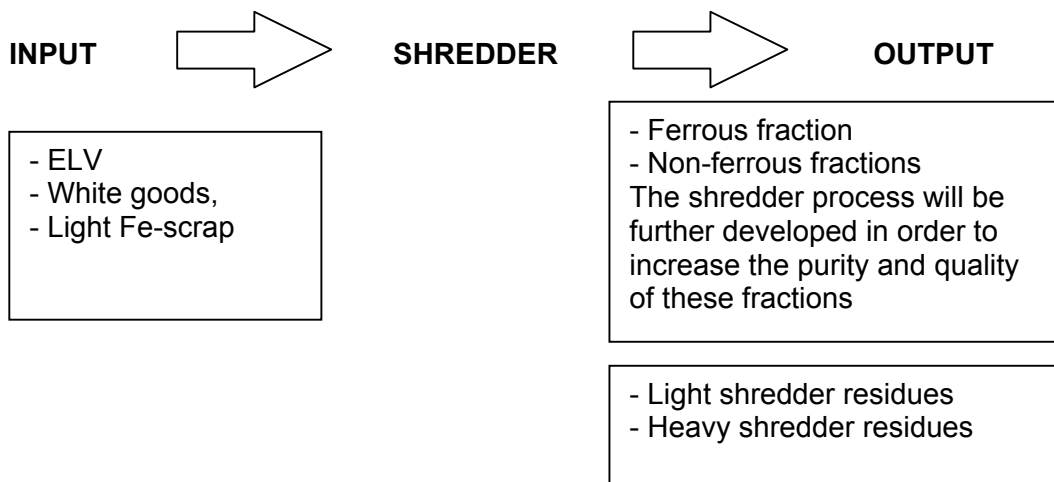 INPUT SHREDDER OUTPUT
- ELV
- White goods,
- Light Fe-scrap
- Ferrous fraction
- Non-ferrous fractions
The shredder process will be
further developed in order to
increase the purity and quality
of these fractions
- Light shredder residues
- Heavy shredder residues